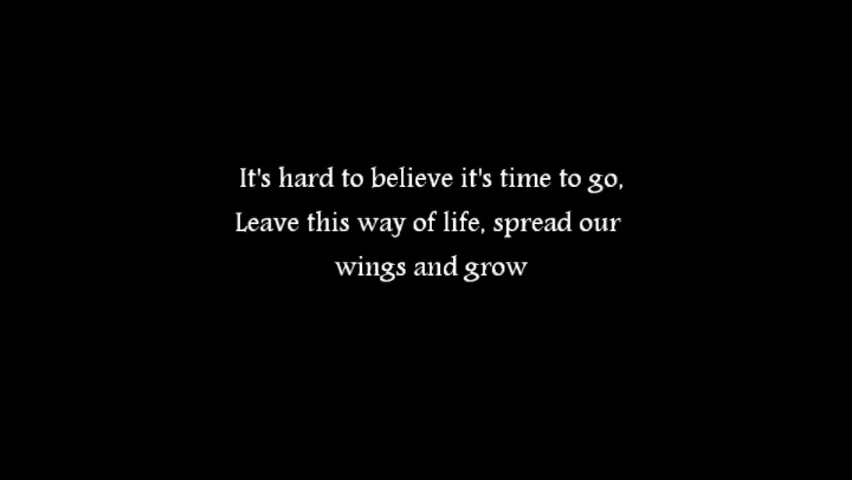 It's hard to believe it's time to go,
Leave this way of life, spread our
wings and grow